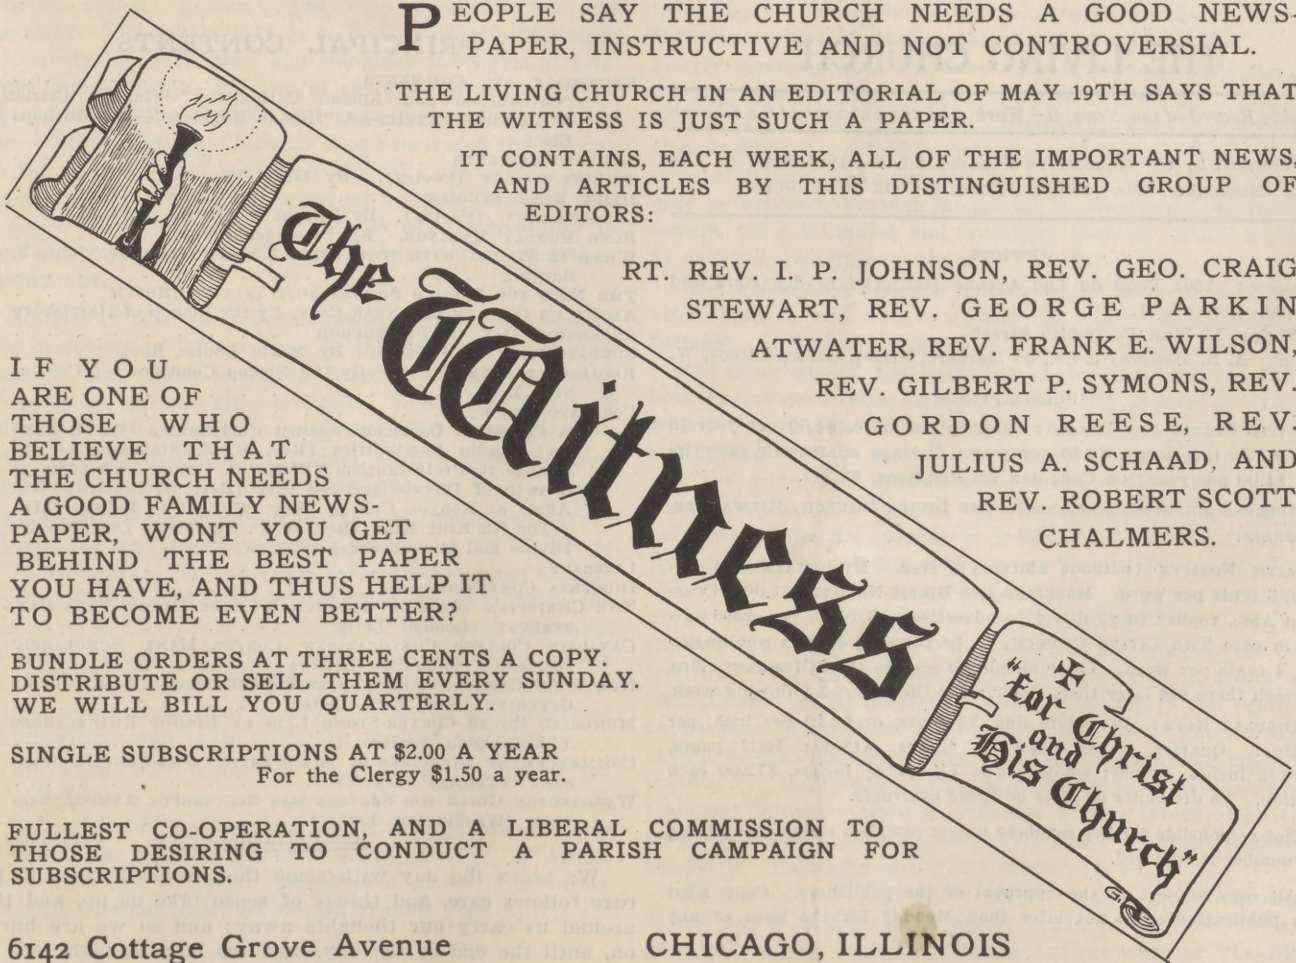 PEOPLE SAY THE CHURCH NEEDS A GOOD NEWS-
PAPER, INSTRUCTIVE AND NOT CONTROVERSIAL.
THE LIVING CHURCH IN AN EDITORIAL OF MAY 19TH SAYS THAT
THE WITNESS IS JUST SUCH A PAPER.
IT CONTAINS, EACH WEEK, ALL OF THE IMPORTANT NEWS,
AND ARTICLES BY THIS DISTINGUISHED GROUP OF
EDITORS:
RT. REV. I. P. JOHNSON, REV. GEO. CRAIG
STEWART, REV. GEORGE PARKIN
ATWATER, REV. FRANK E. WILSON,
REV. GILBERT P. SYMONS, REV.
GORDON REESE, REV.
JULIUS A. SCHAAD, AND
REV. ROBERT SCOTT
CHALMERS.
The Witness
"For Christ
and
His Church"
IF YOU
ARE ONE OF
THOSE WHO
BELIEVE THAT
THE CHURCH NEEDS
A GOOD FAMILY NEWS-
PAPER, WONT YOU GET
BEHIND THE BEST PAPER
YOU HAVE, AND THUS HELP IT
TO BECOME EVEN BETTER?
BUNDLE ORDERS AT THREE CENTS A COPY.
DISTRIBUTE OR SELL THEM EVERY SUNDAY.
WE WILL BILL YOU QUARTERLY.
SINGLE SUBSCRIPTIONS AT $2.00 A YEAR
For the Clergy $1.50 a year.
FULLEST CO-OPERATION, AND A LIBERAL COMMISSION TO
THOSE DESIRING TO CONDUCT A PARISH CAMPAIGN FOR
SUBSCRIPTIONS.
6142 Cottage Grove Avenue CHICAGO, ILLINOIS